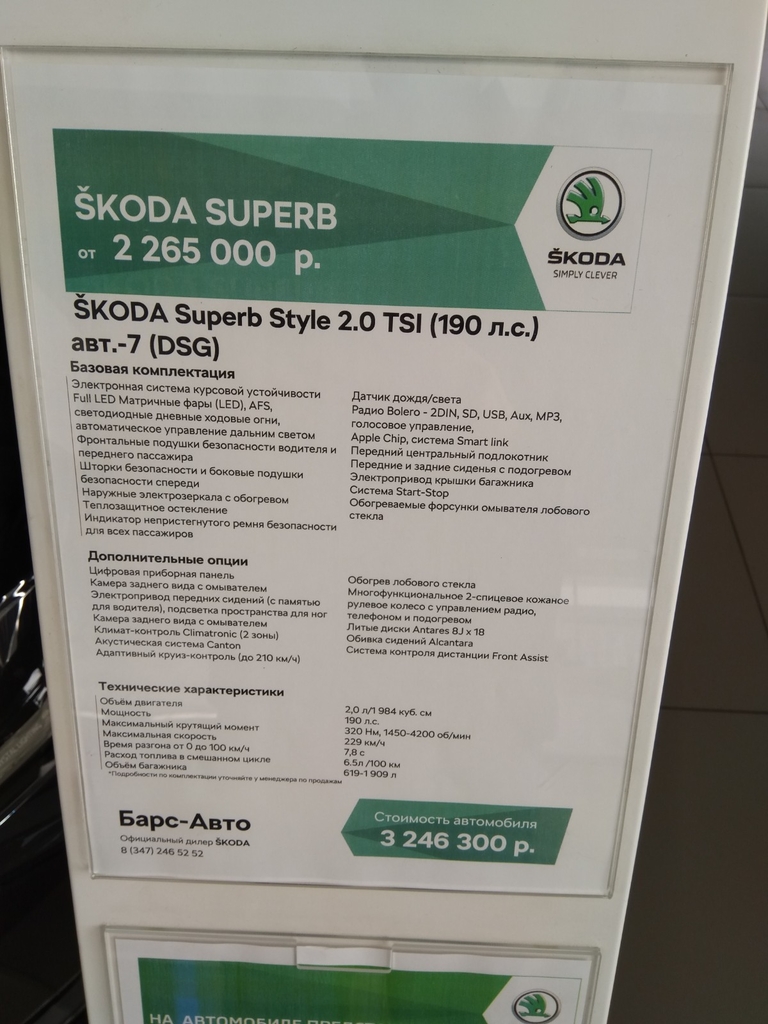 ŠKODA SUPERB
от 2 265 000 р.
ŠKODA
SIMPLY CLEVER
ŠKODA Superb Style 2.0 TSI (190 л.с.)
авт.-7 (DSG)
Базовая комплектация
Электронная система курсовой устойчивости
Full LED Матричные фары (LED), AFS,
светодиодные дневные ходовые огни,
автоматическое управление дальним светом
Фронтальные подушки безопасности водителя и
переднего пассажира
Шторки безопасности и боковые подушки
безопасности спереди
Наружные электрозеркала с обогревом
Теплозащитное остекление
Индикатор непристегнутого ремня безопасности
для всех пассажиров
Датчик дождя/света
Радио Bolero - 2DIN, SD, USB, Aux, MP3,
голосовое управление,
Apple Chip, система Smart link
Передний центральный подлокотник
Передние и задние сиденья с подогревом
Электропривод крышки багажника
Система Start-Stop
Обогреваемые форсунки омывателя лобового
стекла
Дополнительные опции
Цифровая приборная панель
Камера заднего вида с омывателем
Электропривод передних сидений (с памятью
для водителя), подсветка пространства для ног
Камера заднего вида с омывателем
Климат-контроль Climatronic (2 зоны)
Акустическая система Canton
Адаптивный круиз-контроль (до 210 км/ч)
Обогрев лобового стекла
Многофункциональное 2-спицевое кожаное
рулевое колесо с управлением радио,
телефоном и подогревом
Литые диски Antares 8J x 18
Обивка сидений Alcantara
Система контроля дистанции Front Assist
Технические характеристики
Объём двигателя 2,0 л/1 984 куб. см
Мощность 190 л.с.
Максимальный крутящий момент 320 Нм, 1450-4200 об/мин
Максимальная скорость 229 км/ч
Время разгона от 0 до 100 км/ч 7,8 с
Расход топлива в смешанном цикле 6.5л /100 км
Объём багажника 619-1 909 л
*Подробности по комплектации уточняйте у менеджера по продажам
Барс-Авто
Официальный дилер ŠKODA
8 (347) 246 52 52
Стоимость автомобиля
3 246 300 р.
НА АВТОМОБИЛЕ